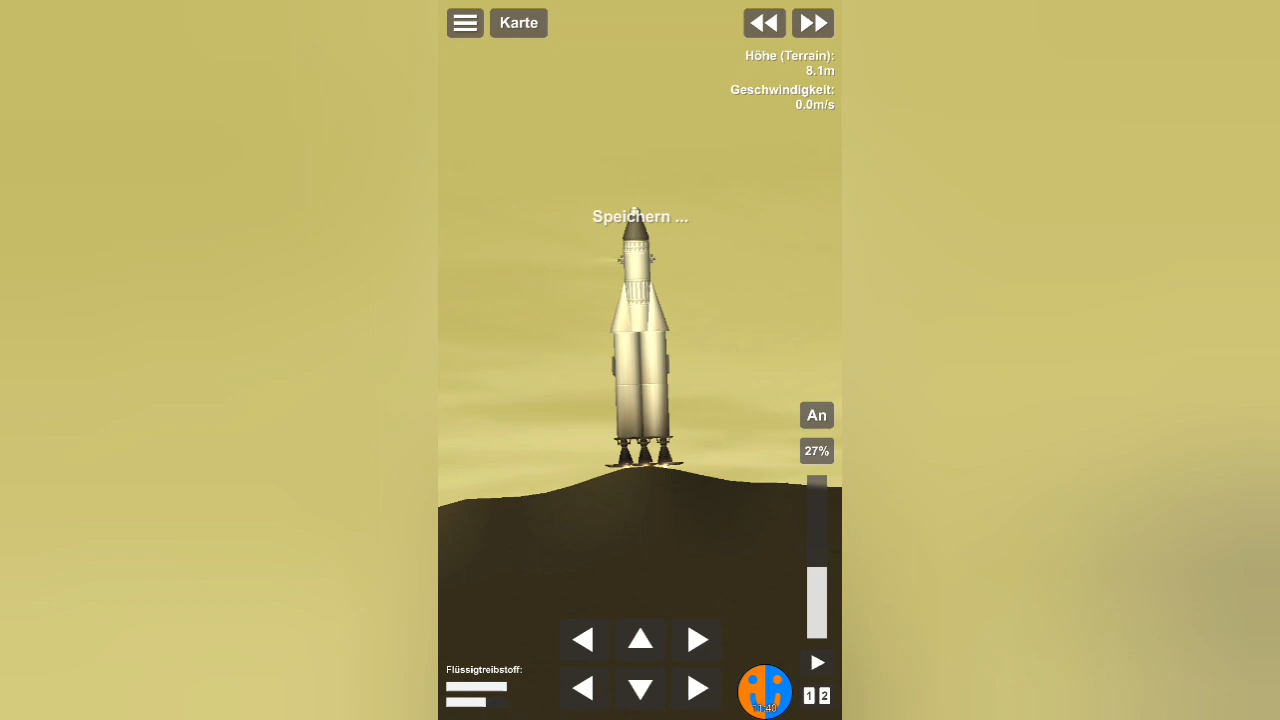 Karte
Höhe (Terrain):
8.1m
Geschwindigkeit:
0.0m/s
Speichern ...
An
27%
Flüssigtreibstoff:
1 2